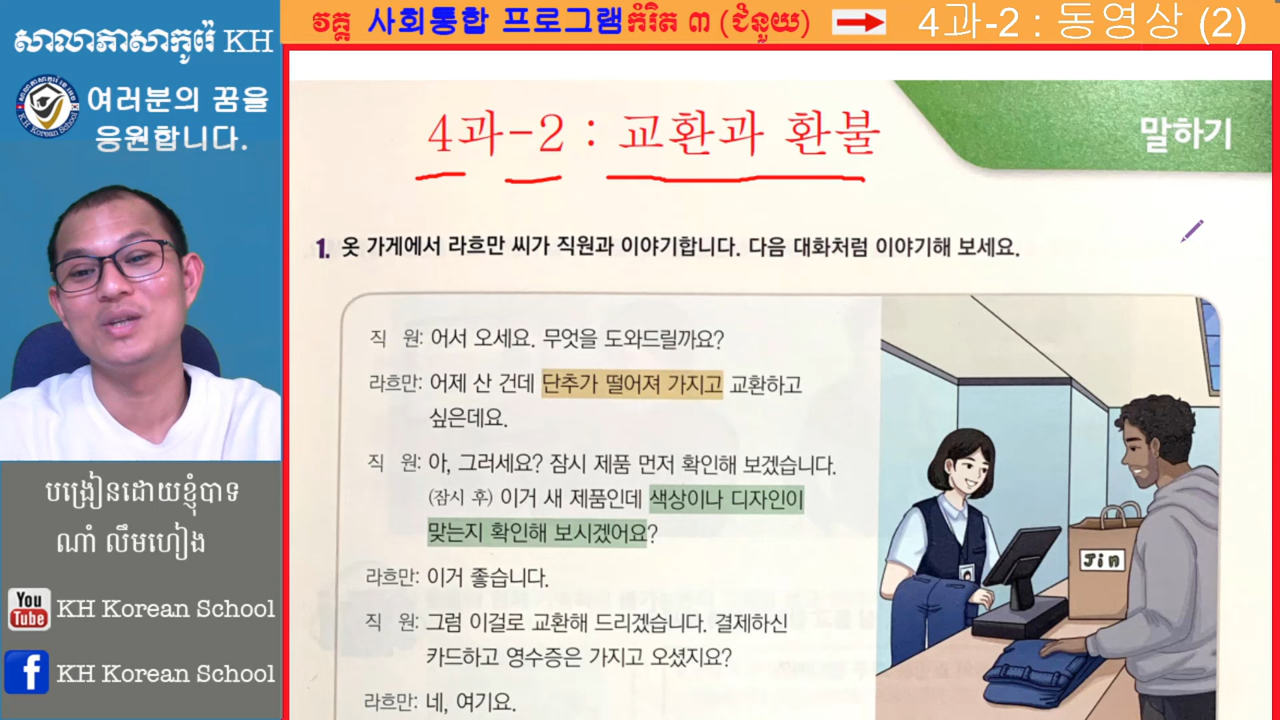 សាលាភាសាកូរ៉េ KH
여러분의 꿈을
응원합니다.
វគ្គ 사회통합 프로그램កំរិត ៣ (ជំនួយ)
4과-2 : 동영상 (2)
4과-2 : 교환과 환불
말하기
1. 옷 가게에서 라흐만 씨가 직원과 이야기합니다. 다음 대화처럼 이야기해 보세요.
직 원: 어서 오세요. 무엇을 도와드릴까요?
라흐만: 어제 산 건데 단추가 떨어져 가지고 교환하고
싶은데요.
직 원: 아, 그러세요? 잠시 제품 먼저 확인해 보겠습니다.
(잠시 후) 이거 새 제품인데 색상이나 디자인이
맞는지 확인해 보시겠어요?
라흐만: 이거 좋습니다.
직 원: 그럼 이걸로 교환해 드리겠습니다. 결제하신
카드하고 영수증은 가지고 오셨지요?
라흐만: 네, 여기요.
Jin
បង្រៀនដោយខ្ញុំបាទ
ណាំ លឹមហៀង
You
Tube
KH Korean School
f KH Korean School